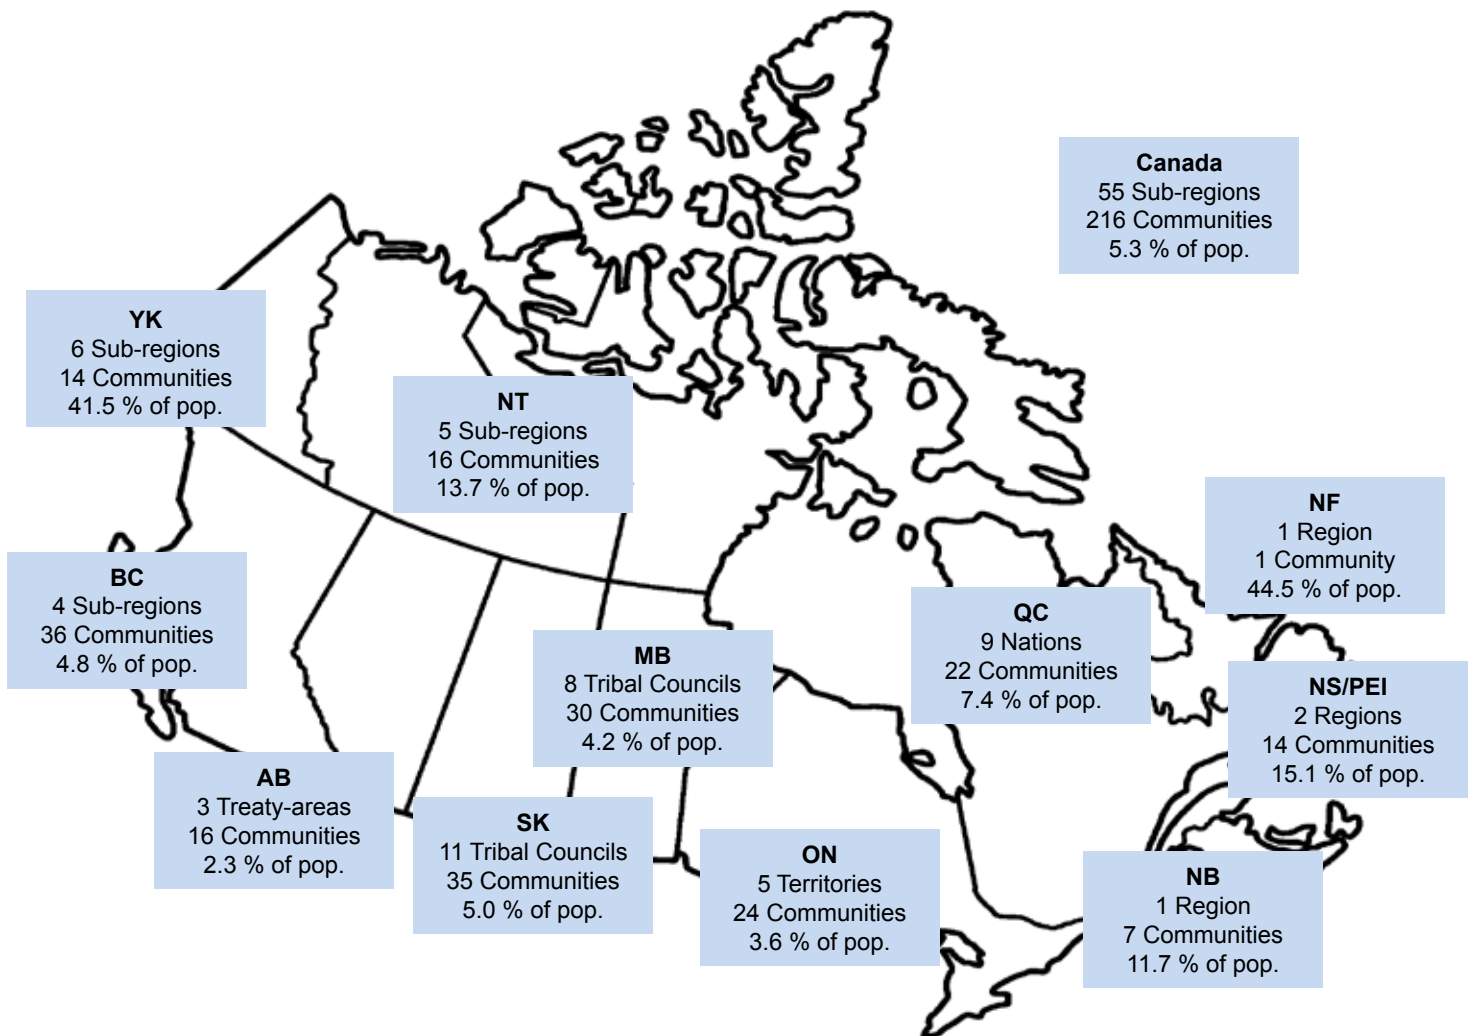 Canada
55 Sub-regions
216 Communities
5.3 % of pop.
YK
6 Sub-regions
14 Communities
41.5 % of pop.
NT
5 Sub-regions
16 Communities
13.7 % of pop.
NF
1 Region
1 Community
44.5 % of pop.
BC
4 Sub-regions
36 Communities
4.8 % of pop.
QC
9 Nations
22 Communities
7.4 % of pop.
MB
8 Tribal Councils
30 Communities
4.2 % of pop.
NS/PEI
2 Regions
14 Communities
15.1 % of pop.
AB
3 Treaty-areas
16 Communities
2.3 % of pop.
SK
11 Tribal Councils
35 Communities
5.0 % of pop.
ON
5 Territories
24 Communities
3.6 % of pop.
NB
1 Region
7 Communities
11.7 % of pop.